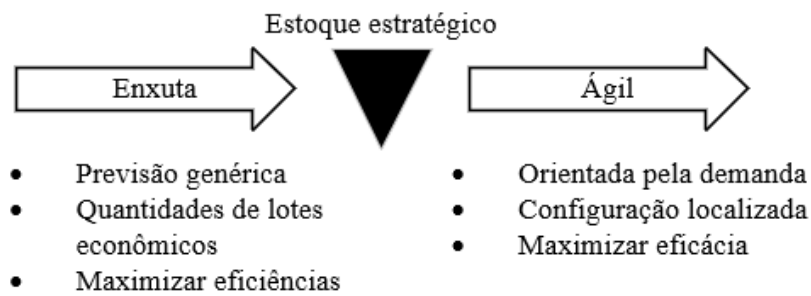 Estoque estratégico
Enxuta
Ágil
• Previsão genérica
• Quantidades de lotes
econômicos
• Maximizar eficiências
• Orientada pela demanda
• Configuração localizada
• Maximizar eficácia